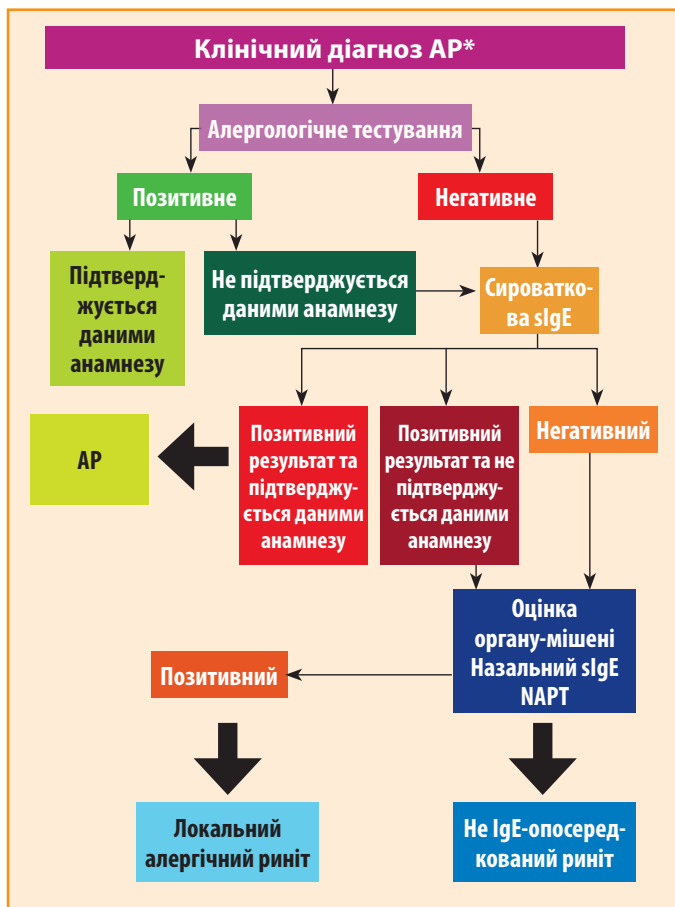 Клінічний діагноз АР*
Алергологічне тестування
Позитивне
Негативне
Підтверд-
жується
даними
анамнезу
Не підтверджується
даними анамнезу
Сироватко-
ва sIgE
АР
Позитивний
результат та
підтверджу-
ється даними
анамнезу
Позитивний
результат та не
підтверджу-
ється даними
анамнезу
Негативний
Оцінка
органу-мішені
Назальний sIgE
NAPT
Позитивний
Локальний
алергічний риніт
Не IgE-опосеред-
кований риніт